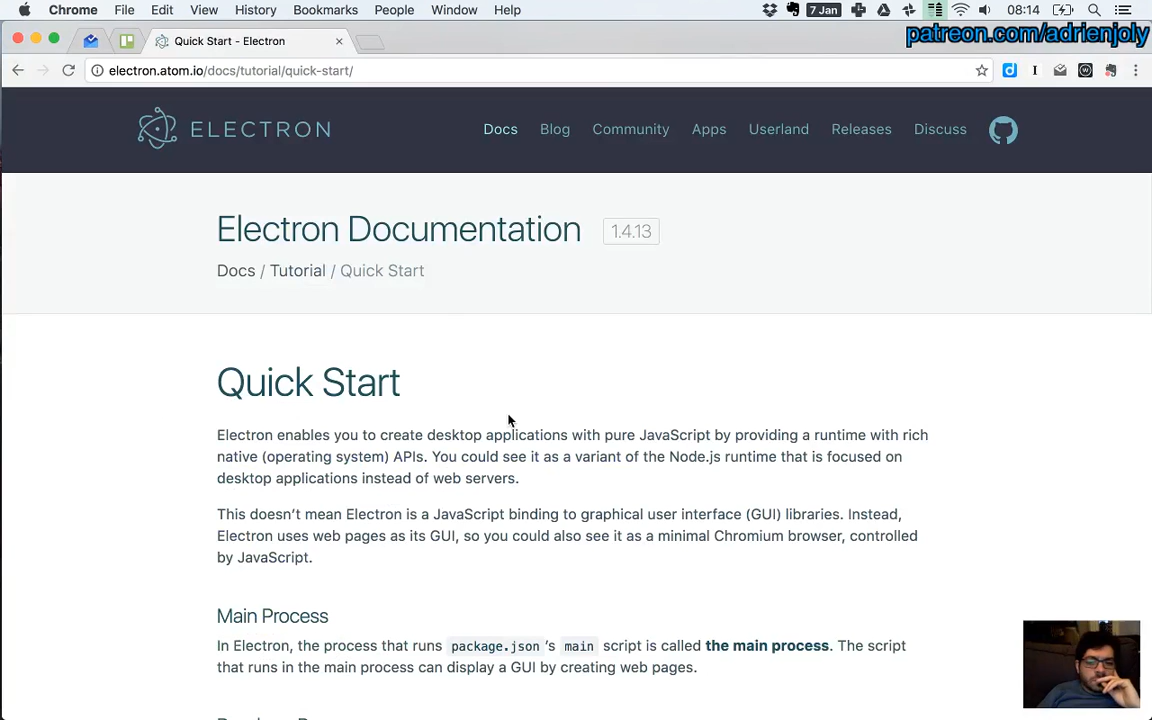 Chrome File Edit View History Bookmarks People Window Help 7 Jan 08:14
patreon.com/adrienjoly
Quick Start - Electron
electron.atom.io/docs/tutorial/quick-start/
ELECTRON Docs Blog Community Apps Userland Releases Discuss
Electron Documentation 1.4.13
Docs / Tutorial / Quick Start
Quick Start
Electron enables you to create desktop applications with pure JavaScript by providing a runtime with rich
native (operating system) APIs. You could see it as a variant of the Node.js runtime that is focused on
desktop applications instead of web servers.
This doesn't mean Electron is a JavaScript binding to graphical user interface (GUI) libraries. Instead,
Electron uses web pages as its GUI, so you could also see it as a minimal Chromium browser, controlled
by JavaScript.
Main Process
In Electron, the process that runs package.json's main script is called the main process. The script
that runs in the main process can display a GUI by creating web pages.